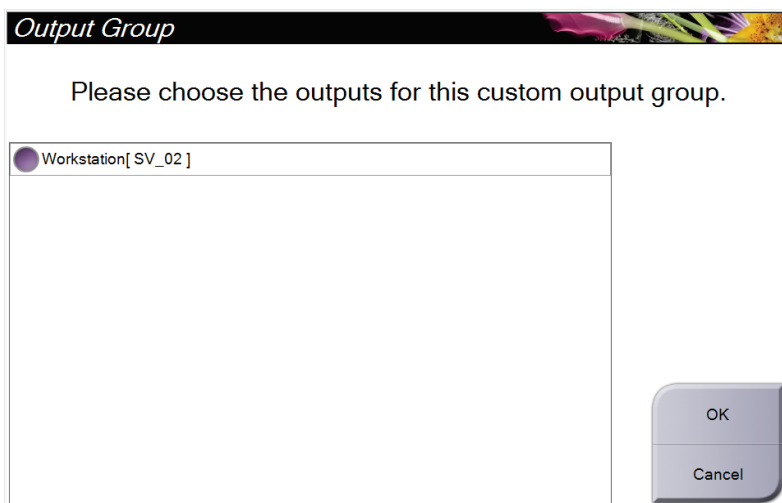 Output Group
Please choose the outputs for this custom output group.
Workstation[ SV_02 ]
OK
Cancel